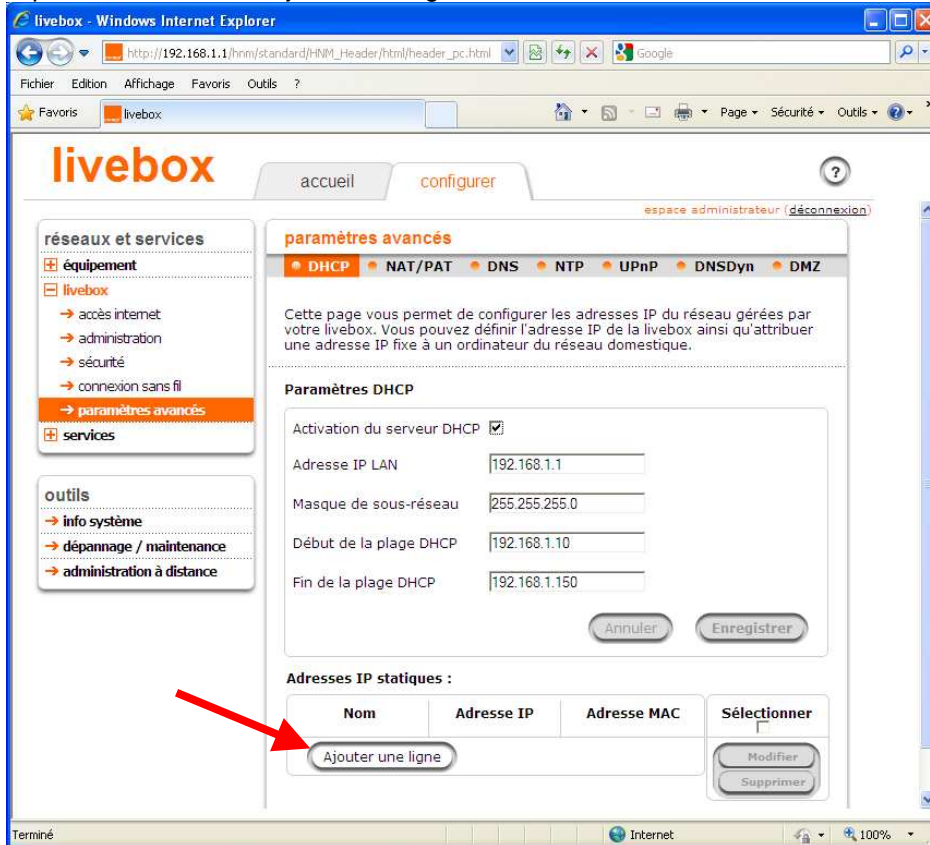 livebox - Windows Internet Explorer
http://192.168.1.1/hnm/standard/HNM_Header/html/header_pc.html
Google
Fichier Edition Affichage Favoris Outils ?
Favoris
livebox
Page
Sécurité
Outils
livebox
accueil
configurer
?
espace administrateur (déconnexion)
réseaux et services
équipement
livebox
accès internet
administration
sécurité
connexion sans fil
paramètres avancés
services
outils
info système
dépannage / maintenance
administration à distance
paramètres avancés
DHCP NAT/PAT DNS NTP UPnP DNSDyn DMZ
Cette page vous permet de configurer les adresses IP du réseau gérées par
votre livebox. Vous pouvez définir l'adresse IP de la livebox ainsi qu'attribuer
une adresse IP fixe à un ordinateur du réseau domestique.
Paramètres DHCP
Activation du serveur DHCP
Adresse IP LAN 192.168.1.1
Masque de sous-réseau 255.255.255.0
Début de la plage DHCP 192.168.1.10
Fin de la plage DHCP 192.168.1.150
Annuler Enregistrer
Adresses IP statiques :
Nom Adresse IP Adresse MAC Sélectionner
Ajouter une ligne
Modifier
Supprimer
Terminé
Internet
100%